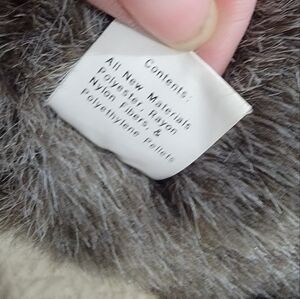 Contents:
All New Materials
Polyester, Rayon
Nylon Fibers, &
Polyethylene Pellets